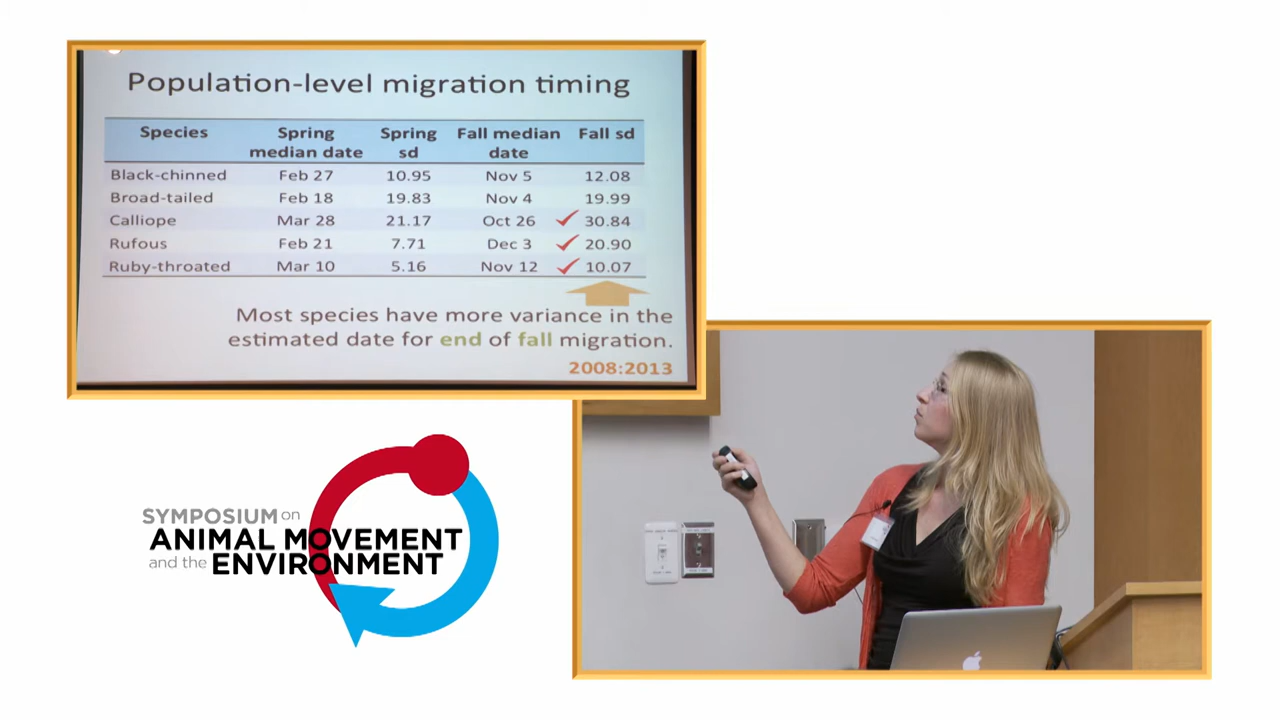 Population-level migration timing
Species Spring median date Spring sd Fall median date Fall sd
Black-chinned Feb 27 10.95 Nov 5 12.08
Broad-tailed Feb 18 19.83 Nov 4 19.99
Calliope Mar 28 21.17 Oct 26 30.84
Rufous Feb 21 7.71 Dec 3 20.90
Ruby-throated Mar 10 5.16 Nov 12 10.07
Most species have more variance in the
estimated date for end of fall migration.
2008:2013
SYMPOSIUM on
ANIMAL MOVEMENT
and the ENVIRONMENT